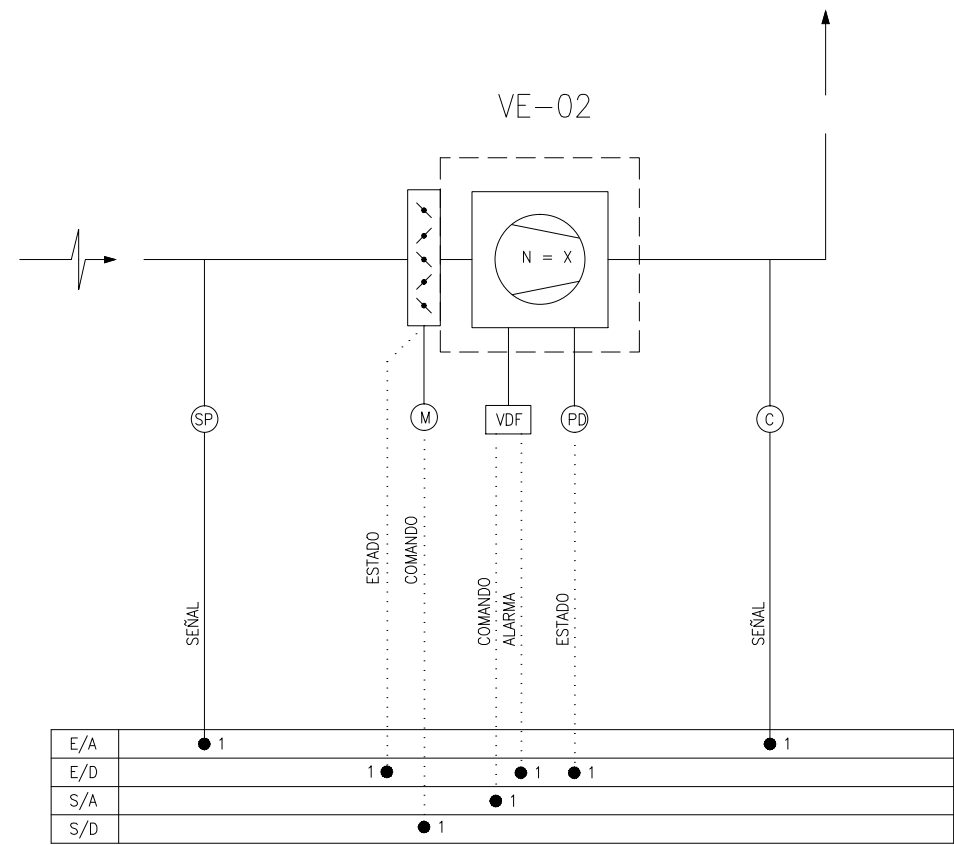 VE-02
N = X
SP
M
VDF
PD
C
ESTADO
COMANDO
SEÑAL
COMANDO
ALARMA
ESTADO
SEÑAL
E/A 1 1
E/D 1 1 1
S/A 1
S/D 1